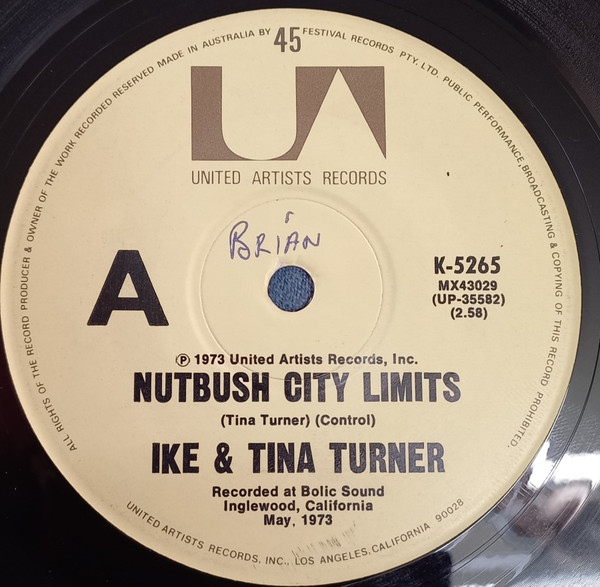 ALL RIGHTS OF THE RECORD PRODUCER & OWNER OF THE WORK RECORDED RESERVED MADE IN AUSTRALIA BY FESTIVAL RECORDS PTY. LTD. PUBLIC PERFORMANCE, BROADCASTING & COPYING OF THIS RECORD PROHIBITED.
45
UA
UNITED ARTISTS RECORDS
BRIAN
A
K-5265
MX43029
(UP-35582)
(2.58)
Ⓟ 1973 United Artists Records, Inc.
NUTBUSH CITY LIMITS
(Tina Turner) (Control)
IKE & TINA TURNER
Recorded at Bolic Sound
Inglewood, California
May, 1973
UNITED ARTISTS RECORDS, INC., LOS ANGELES, CALIFORNIA 90028